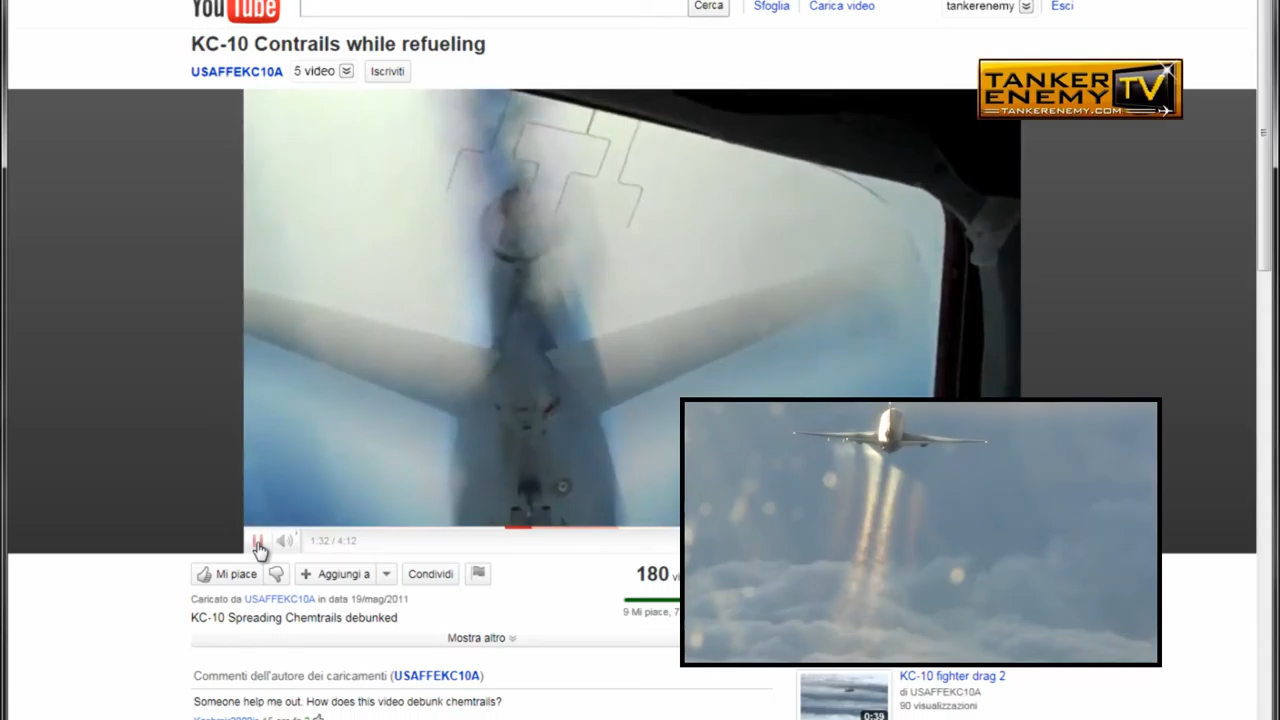 You Tube
Cerca
Sfoglia
Carica video
tankerenemy
Esci
KC-10 Contrails while refueling
USAFFEKC10A 5 video Iscriviti
TANKER
ENEMY
TV
TANKERENEMY.COM
1:32 / 4:12
Mi piace
Aggiungi a
Condividi
180
Caricato da USAFFEKC10A in data 19/mag/2011
9 Mi piace,
KC-10 Spreading Chemtrails debunked
Mostra altro
Commenti dell'autore dei caricamenti (USAFFEKC10A)
Someone help me out. How does this video debunk chemtrails?
KC-10 fighter drag 2
di USAFFEKC10A
90 visualizzazioni
0:39